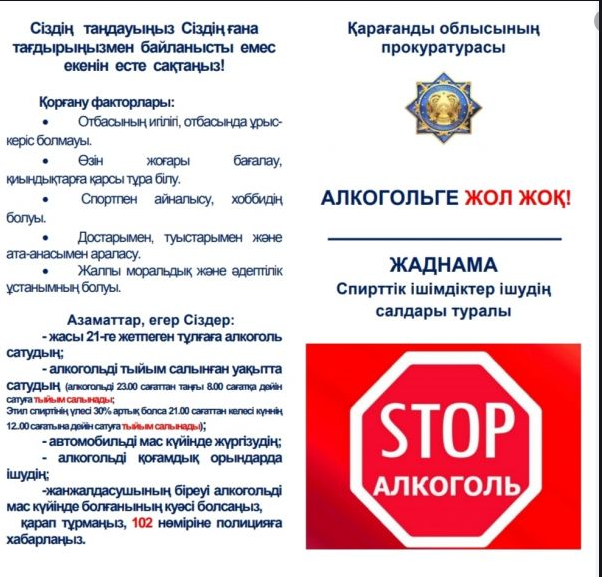 Сіздің таңдауыңыз Сіздің ғана
тағдырыңызмен байланысты емес
екенін есте сақтаңыз!
Қорғану факторлары:
• Отбасының игілігі, отбасында ұрыс-
керіс болмауы.
• Өзін жоғары бағалау,
қиындықтарға қарсы тұра білу.
• Спортпен айналысу, хоббидің
болуы.
• Достарымен, туыстарымен және
ата-анасымен араласу.
• Жалпы моральдық және әдептілік
ұстанымның болуы.
Азаматтар, егер Сіздер:
- жасы 21-ге жетпеген тұлғаға алкоголь
сатудың;
- алкогольді тыйым салынған уақытта
сатудың (алкогольді 23.00 сағаттан таңғы 8.00 сағатқа дейін
сатуға тыйым салынады;
Этил спиртінің үлесі 30% артық болса 21.00 сағаттан келесі күннің
12..00 сағатына дейін сатуға тыйым салынады);
- автомобильді мас күйінде жүргізудің;
- алкогольді қоғамдық орындарда
ішудің;
-жанжалдасушының біреуі алкогольді
мас күйінде болғанының куәсі болсаңыз,
қарап тұрмаңыз, 102 нөміріне полицияға
хабарлаңыз.
Қарағанды облысының
прокуратурасы
АЛКОГОЛЬГЕ ЖОЛ ЖОҚ!
ЖАДНАМА
Спирттік ішімдіктер ішудің
салдары туралы
STOP
АЛКОГОЛЬ